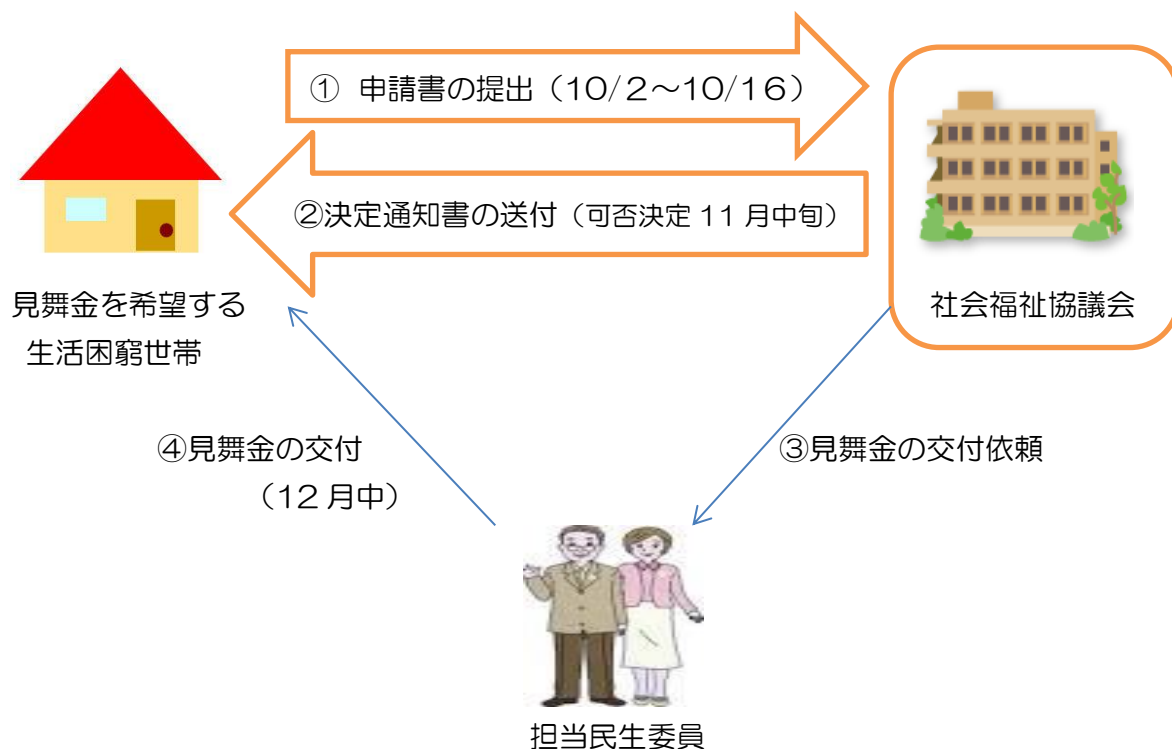 ① 申請書の提出（10/2～10/16）
②決定通知書の送付（可否決定 11 月中旬）
見舞金を希望する
生活困窮世帯
社会福祉協議会
④見舞金の交付
（12 月中）
③見舞金の交付依頼
担当民生委員